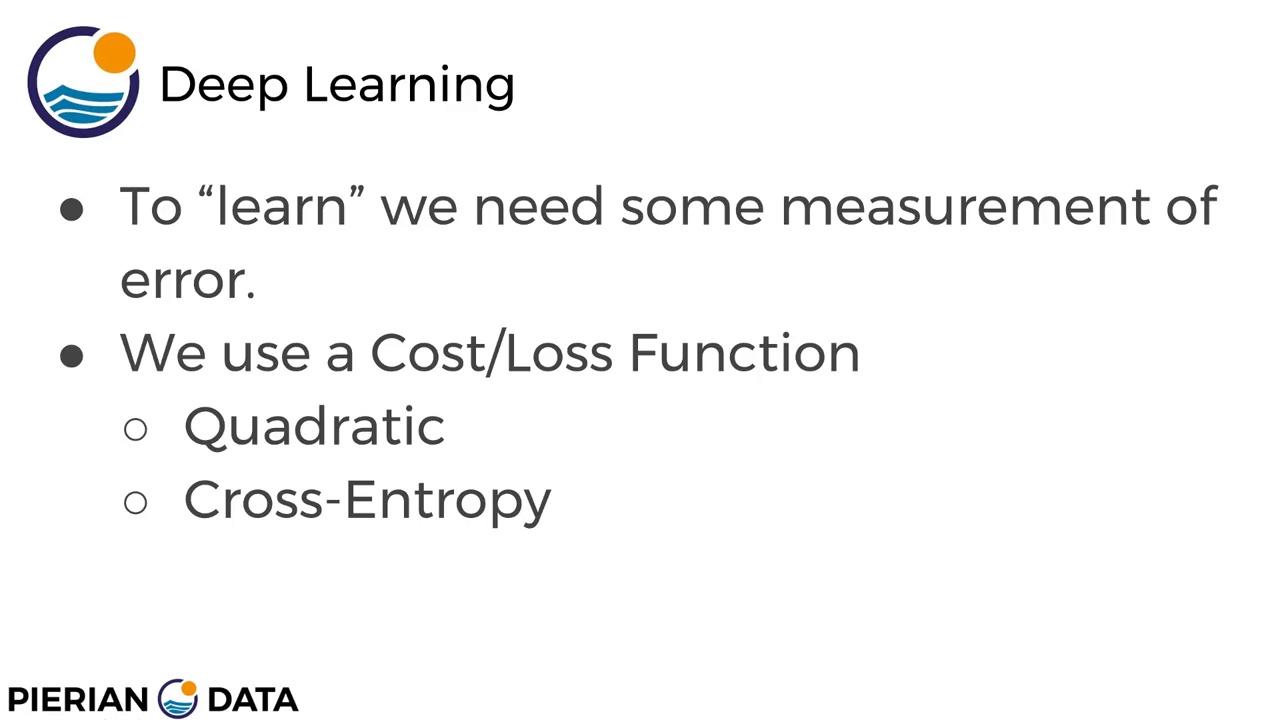 Deep Learning
● To “learn” we need some measurement of
error.
● We use a Cost/Loss Function
○ Quadratic
○ Cross-Entropy
PIERIAN DATA